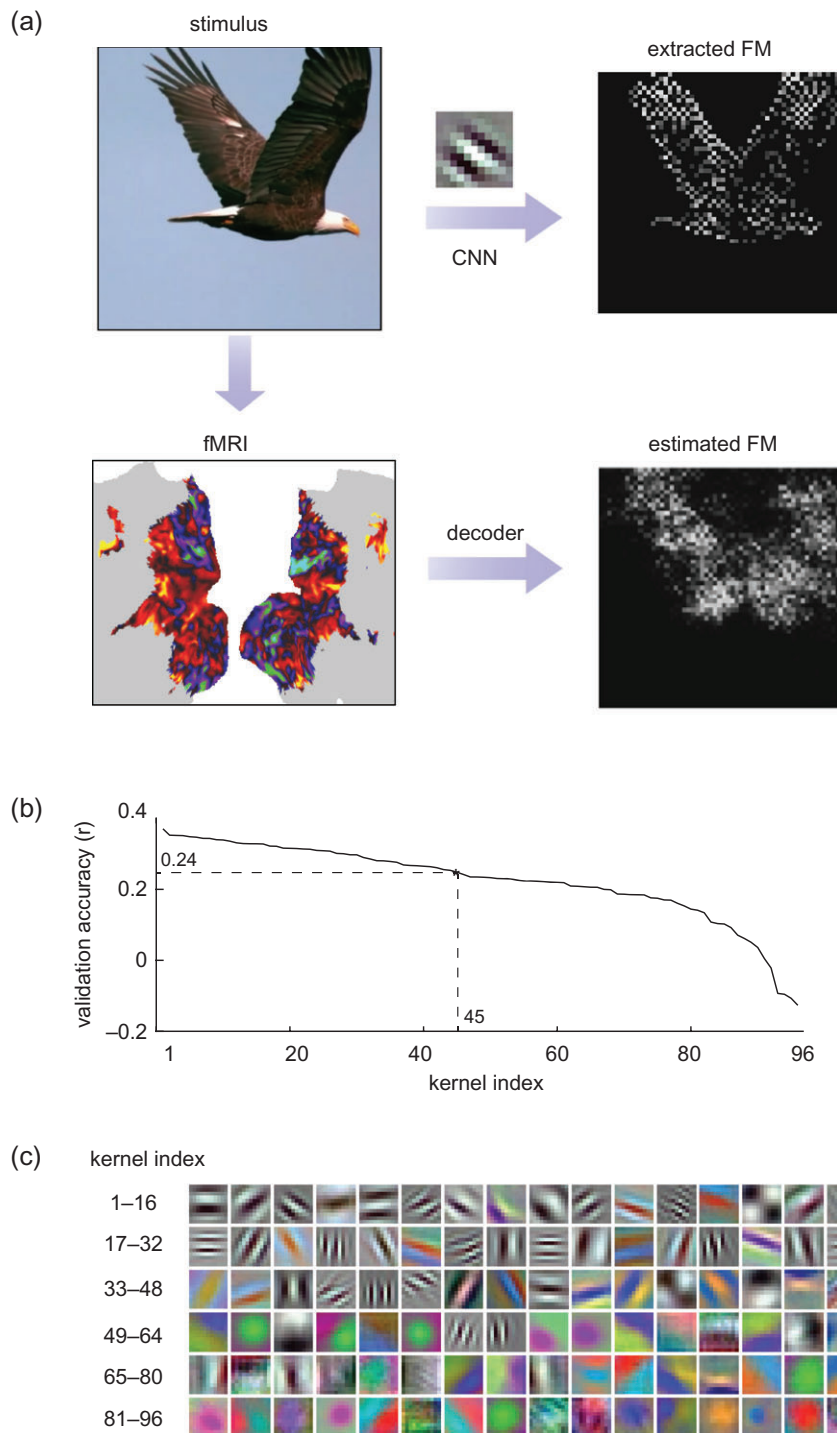 (a)
stimulus
extracted FM
CNN
fMRI
estimated FM
decoder
(b)
validation accuracy (r)
0.4
0.24
0.2
0
–0.2
45
1 20 40 60 80 96
kernel index
(c)
kernel index
1–16
17–32
33–48
49–64
65–80
81–96